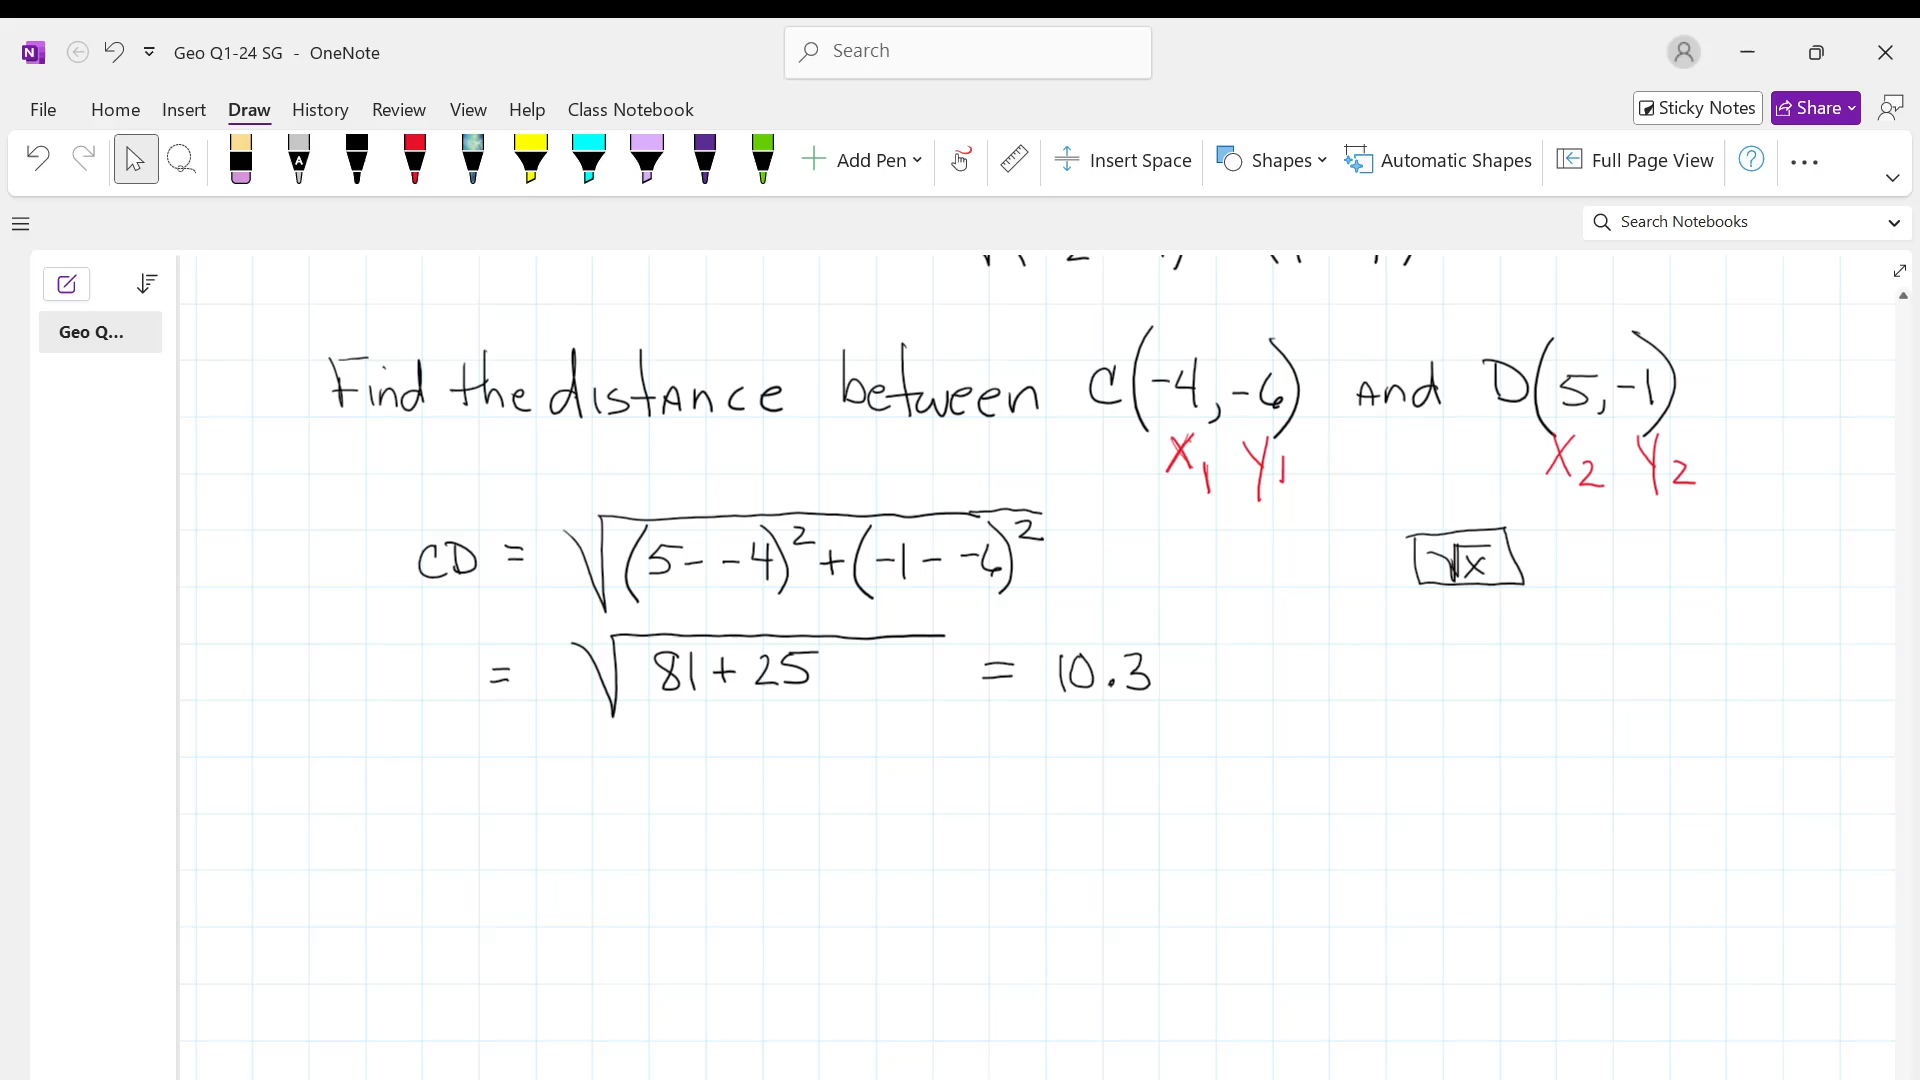 Geo Q1-24 SG - OneNote
Search
File Home Insert Draw History Review View Help Class Notebook
Sticky Notes Share
A Add Pen Insert Space Shapes Automatic Shapes Full Page View
Search Notebooks
Geo Q...
Find the distance between C(-4, -6) and D(5, -1)
X₁ Y₁ X₂ Y₂
CD = √((5 - -4)² + (-1 - -6)²)
√x
= √(81 + 25) = 10.3